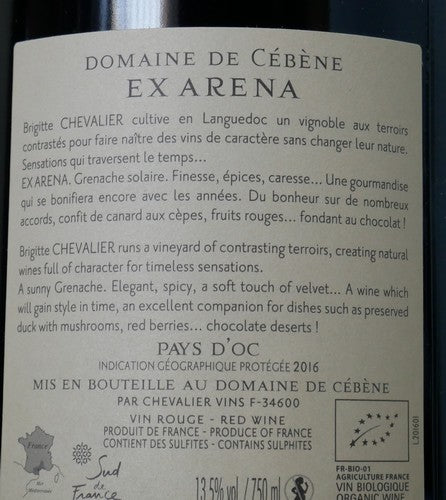 DOMAINE DE CÉBÈNE
EX ARENA
Brigitte CHEVALIER cultive en Languedoc un vignoble aux terroirs
contrastés pour faire naître des vins de caractère sans changer leur nature.
Sensations qui traversent le temps...
EX ARENA. Grenache solaire. Finesse, épices, caresse... Une gourmandise
qui se bonifiera encore avec les années. Du bonheur sur de nombreux
accords, confit de canard aux cèpes, fruits rouges... fondant au chocolat !
Brigitte CHEVALIER runs a vineyard of contrasting terroirs, creating natural
wines full of character for timeless sensations.
A sunny Grenache. Elegant, spicy, a soft touch of velvet... A wine which
will gain style in time, an excellent companion for dishes such as preserved
duck with mushrooms, red berries... chocolate deserts !
PAYS D'OC
INDICATION GÉOGRAPHIQUE PROTÉGÉE 2016
MIS EN BOUTEILLE AU DOMAINE DE CÉBÈNE
PAR CHEVALIER VINS F-34600
VIN ROUGE - RED WINE
PRODUIT DE FRANCE - PRODUCE OF FRANCE
CONTIENT DES SULFITES - CONTAINS SULPHITES
L201601
France
Mer
Méditerranée
Sud
de
France
13.5% vol / 750 ml
FR-BIO-01
AGRICULTURE FRANCE
VIN BIOLOGIQUE
ORGANIC WINE